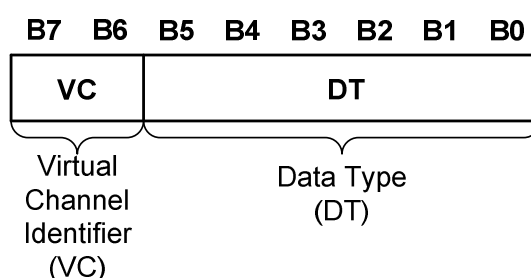 B7 B6 B5 B4 B3 B2 B1 B0
VC DT
Virtual
Channel
Identifier
(VC)
Data Type
(DT)